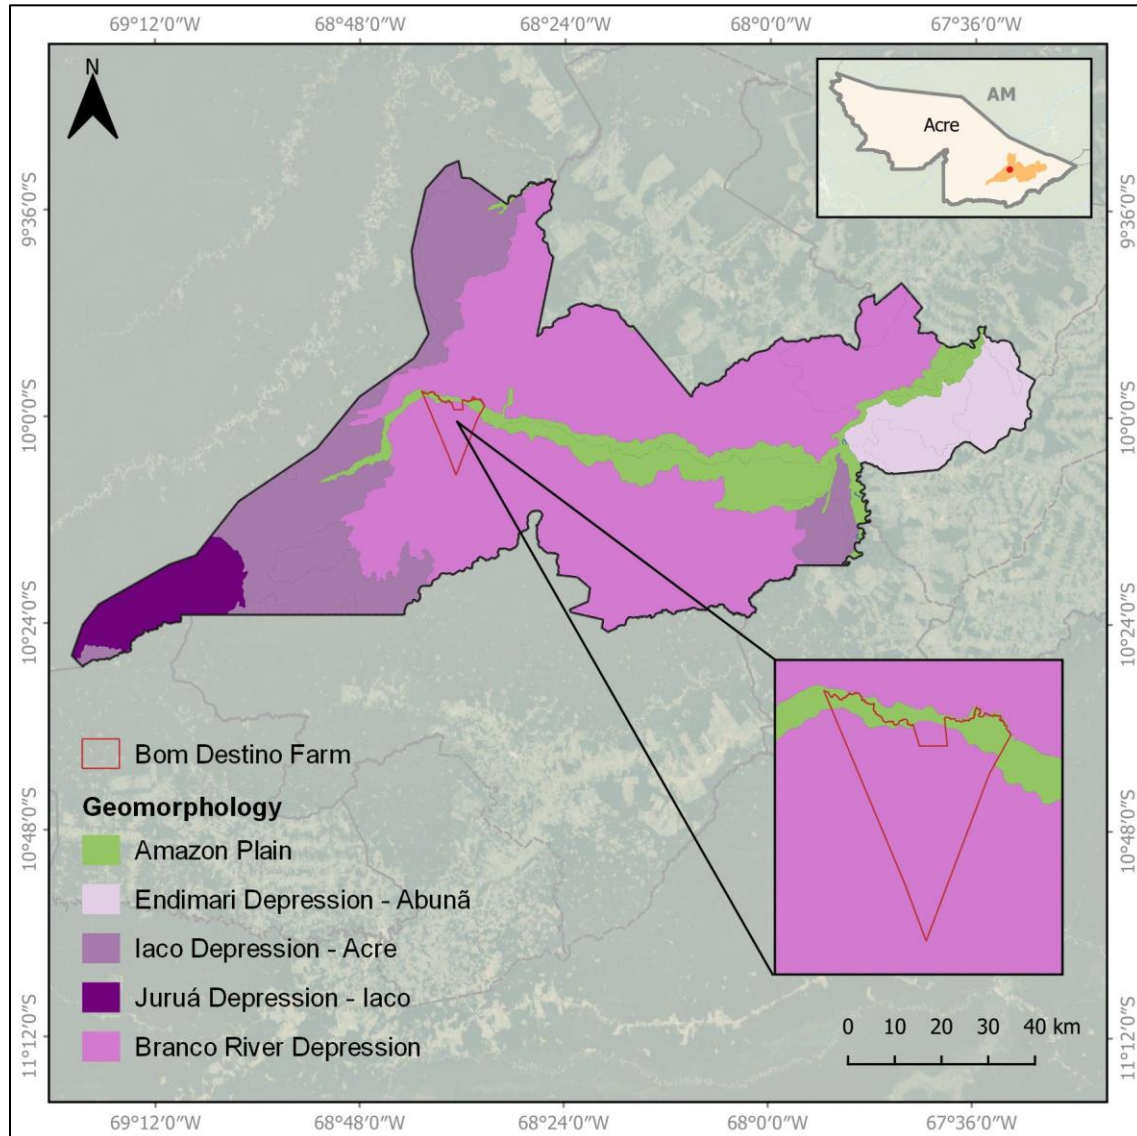 69°12′0″W 68°48′0″W 68°24′0″W 68°0′0″W 67°36′0″W
N
AM
Acre
9°36′0″S 9°36′0″S
10°0′0″S 10°0′0″S
10°24′0″S 10°24′0″S
10°48′0″S 10°48′0″S
11°12′0″S 11°12′0″S
Bom Destino Farm
Geomorphology
Amazon Plain
Endimari Depression - Abunã
Iaco Depression - Acre
Juruá Depression - Iaco
Branco River Depression
0 10 20 30 40 km
69°12′0″W 68°48′0″W 68°24′0″W 68°0′0″W 67°36′0″W